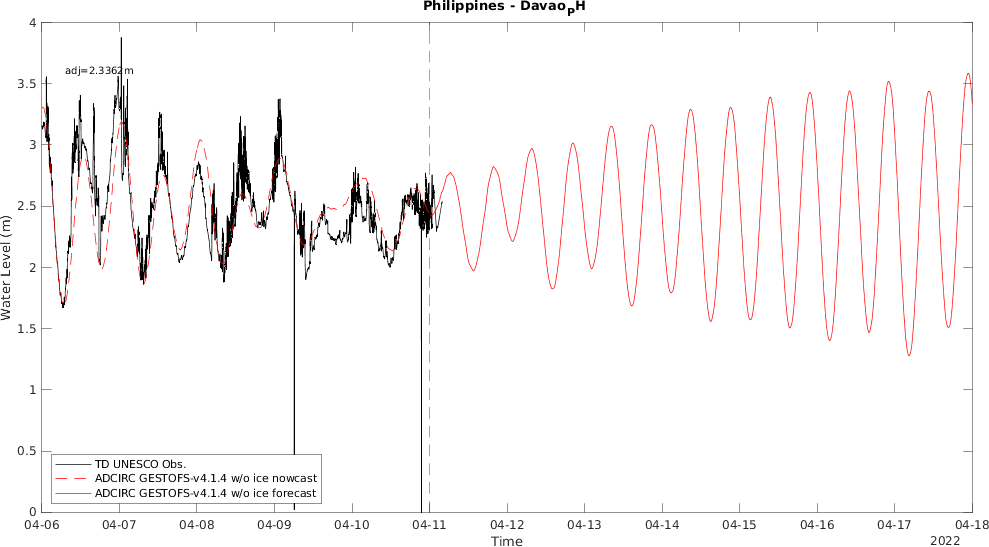 Philippines - DavaopH
4
3.5
3
2.5
2
1.5
1
0.5
0
Water Level (m)
adj=2.3362m
TD UNESCO Obs.
ADCIRC GESTOFS-v4.1.4 w/o ice nowcast
ADCIRC GESTOFS-v4.1.4 w/o ice forecast
04-06 04-07 04-08 04-09 04-10 04-11 04-12 04-13 04-14 04-15 04-16 04-17 04-18
Time
2022